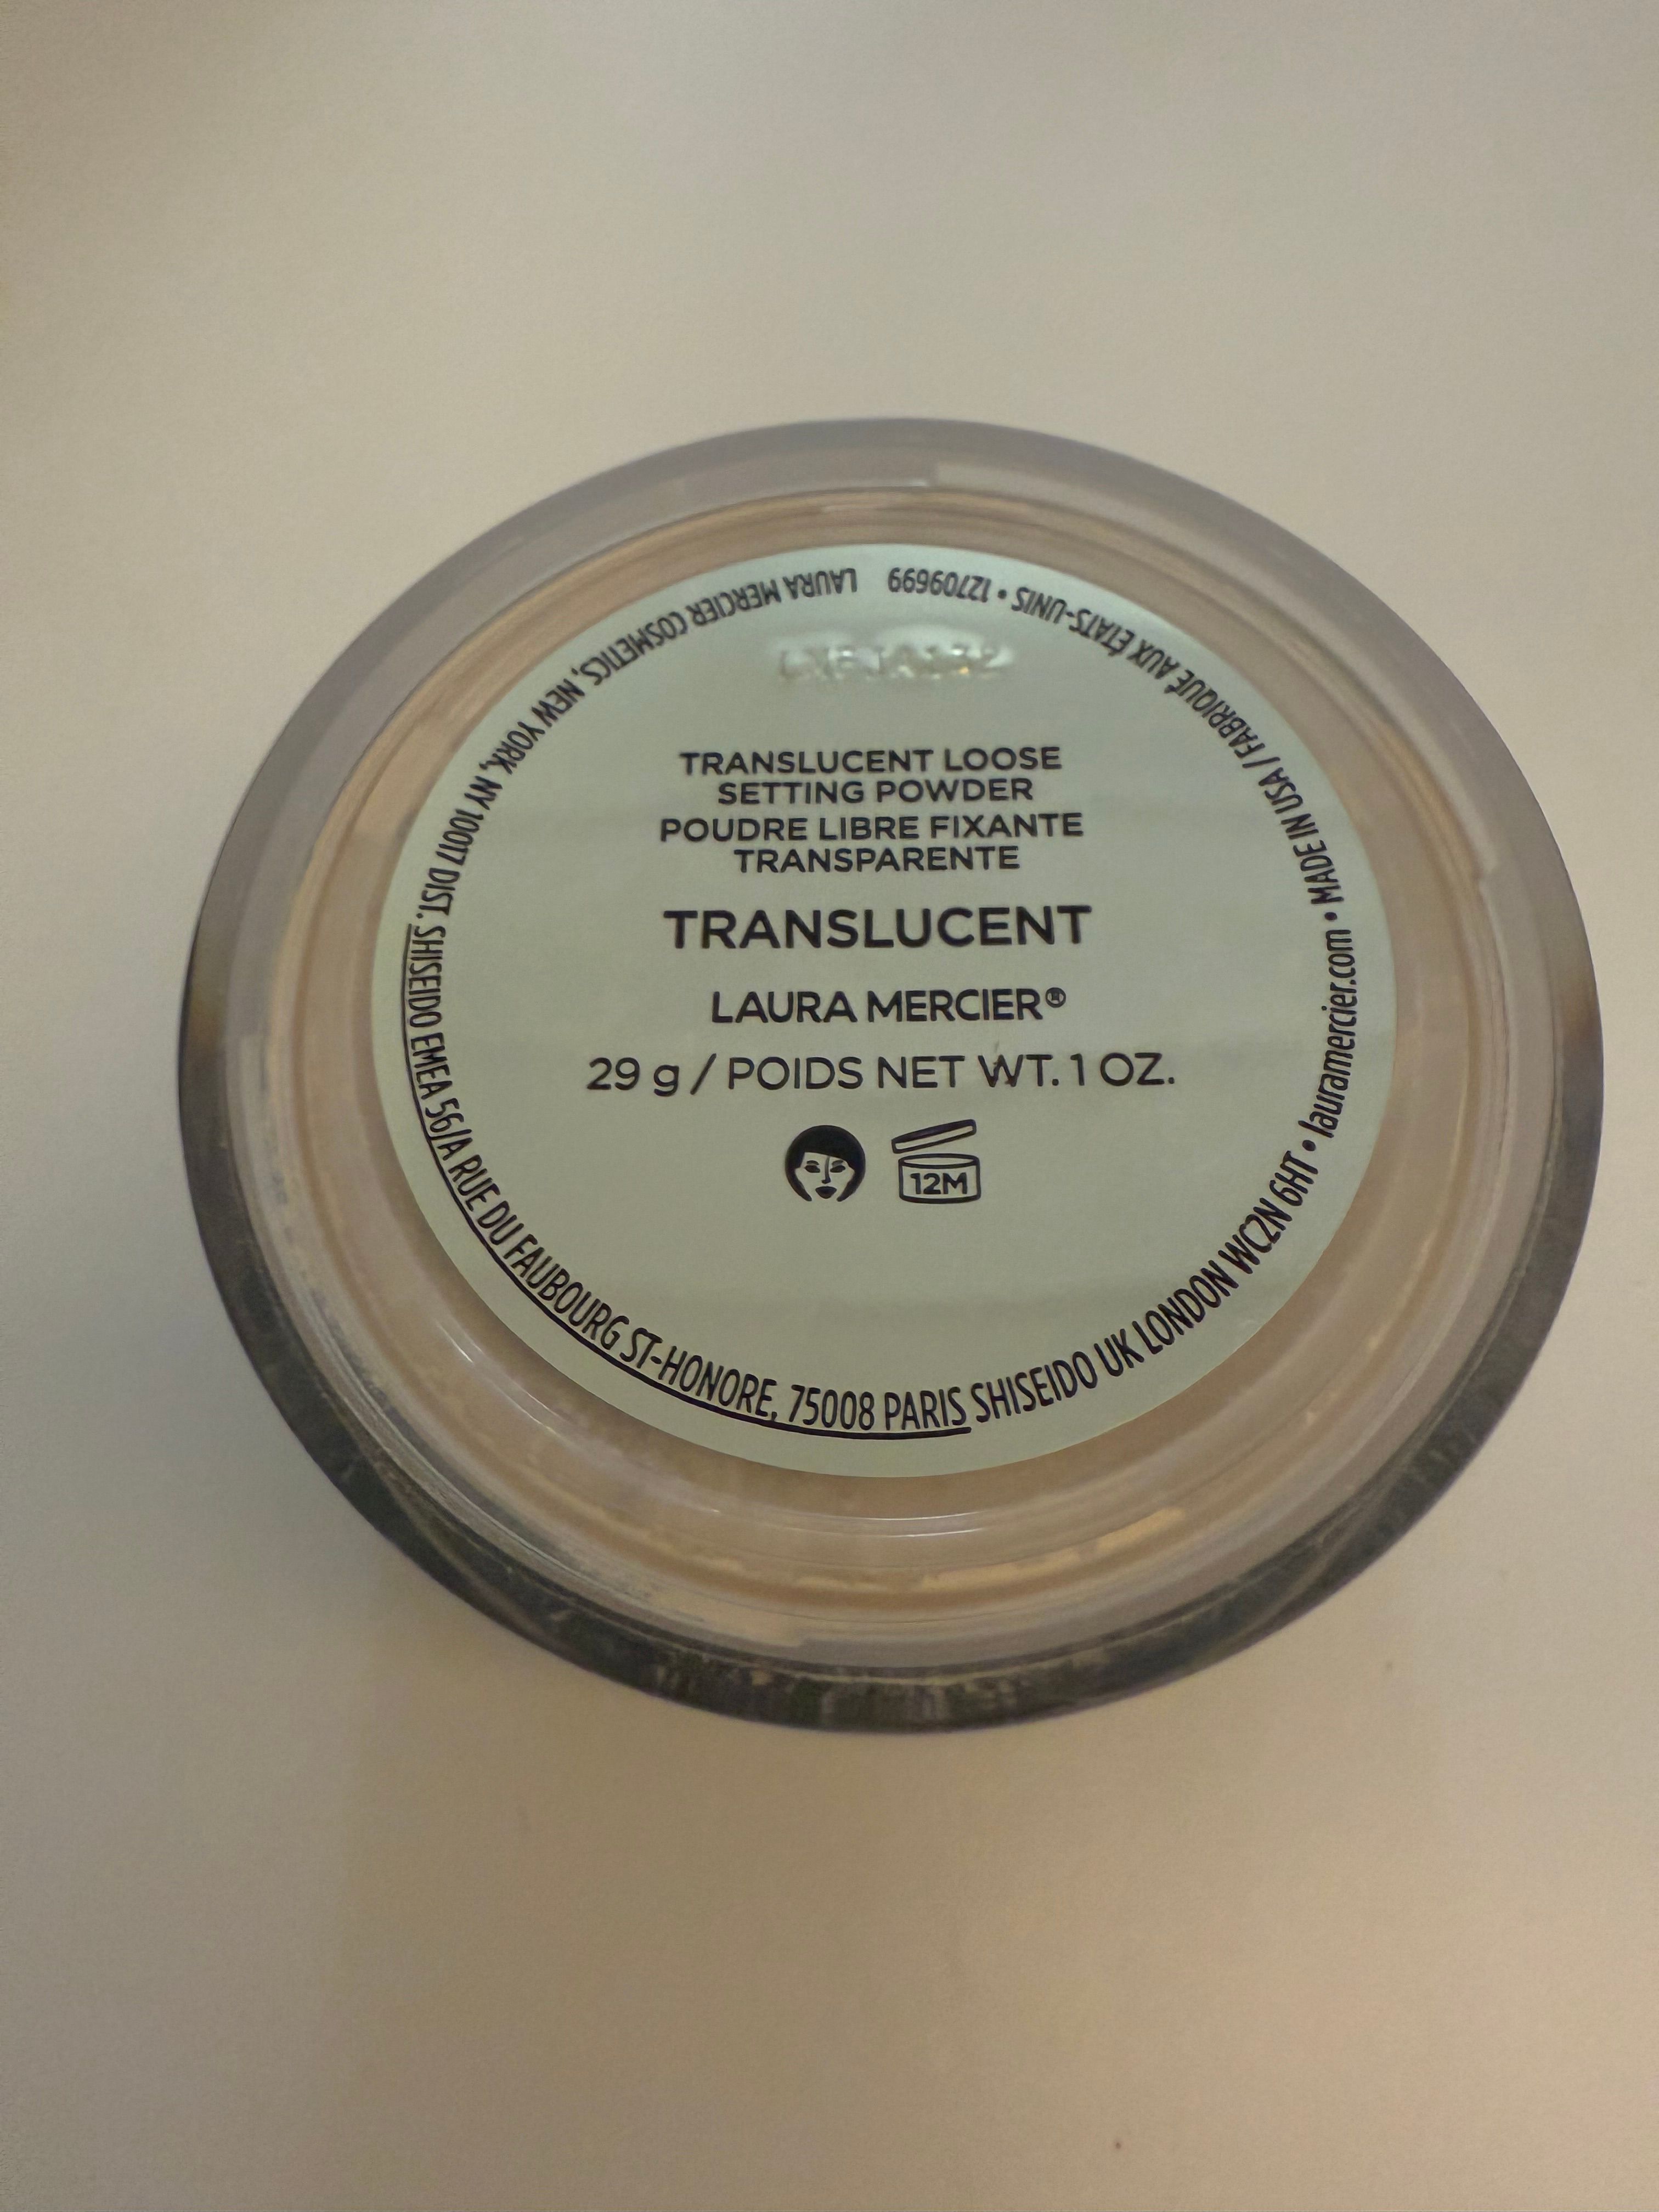 TRANSLUCENT LOOSE
SETTING POWDER
POUDRE LIBRE FIXANTE
TRANSPARENTE
TRANSLUCENT
LAURA MERCIER®
29 g / POIDS NET WT. 1 OZ.
12M
LAURA MERCIER COSMETICS, NEW YORK, NY 10017 DIST. SHISEIDO EMEA 56/A RUE DU FAUBOURG ST-HONORE, 75008 PARIS SHISEIDO UK LONDON WC2N 6HT • lauramercier.com • MADE IN USA / FABRIQUÉ AUX ÉTATS-UNIS • 12709699